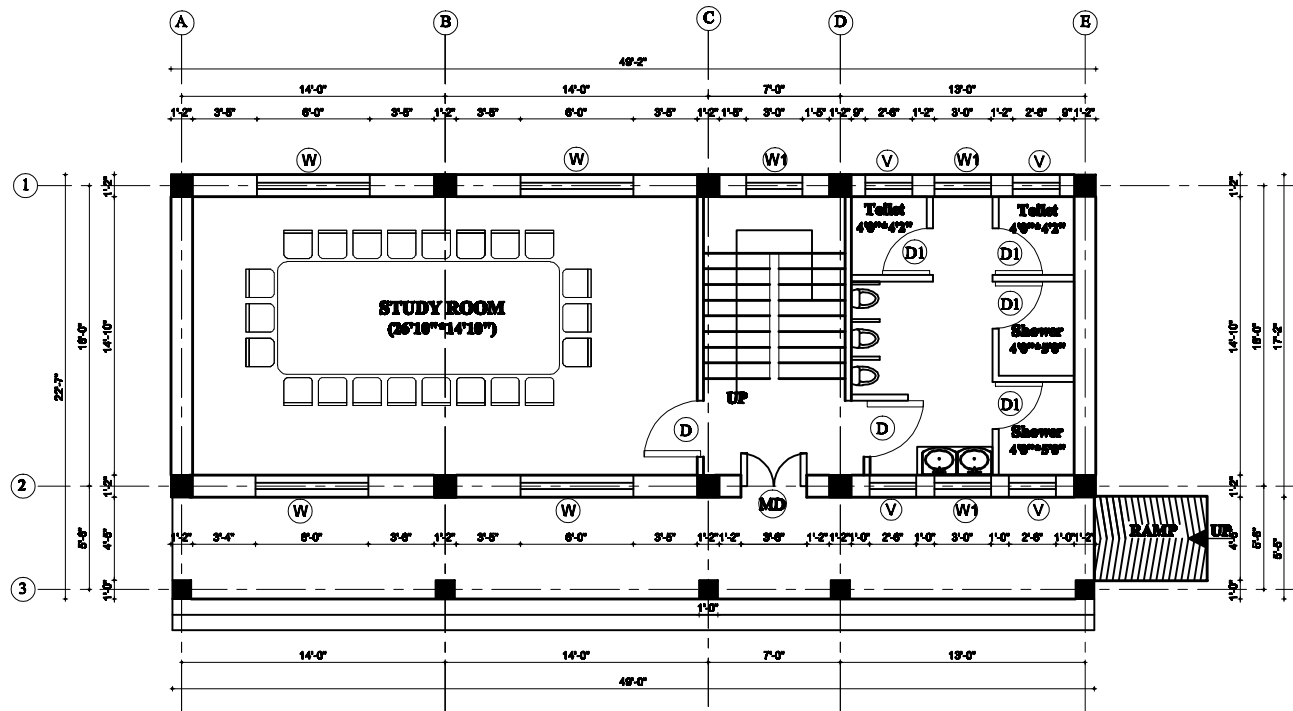 A B C D E
49'-2"
14'-0" 14'-0" 7'-0" 13'-0"
1'-2" 3'-5" 6'-0" 3'-5" 1'-2" 3'-5" 6'-0" 3'-5" 1'-2" 1'-5" 3'-0" 1'-5" 1'-2" 9" 2'-6" 1'-2" 3'-0" 1'-2" 2'-6" 9" 1'-2"
W W W1 V W1 V
1 1'-2" 1'-2"
Toilet Toilet
4'0"*4'2" 4'0"*4'2"
D1 D1
STUDY ROOM D1
(26'10"*14'10")
22'-7" 16'-0" 14'-10" 14'-10" 16'-0" 17'-2"
Shower
4'0"*5'0"
UP
D D D1
Shower
4'0"*5'0"
2 1'-2" 1'-2"
W W MD V W1 V
RAMP UP
5'-6" 4'-5" 4'-5" 5'-6" 5'-5"
1'-2" 3'-4" 6'-0" 3'-6" 1'-2" 3'-5" 6'-0" 3'-5" 1'-2" 1'-2" 3'-6" 1'-2" 1'-2" 1'-0" 2'-6" 1'-0" 3'-0" 1'-0" 2'-6" 1'-0" 1'-2"
3 1'-0" 1'-0"
1'-0"
14'-0" 14'-0" 7'-0" 13'-0"
49'-0"